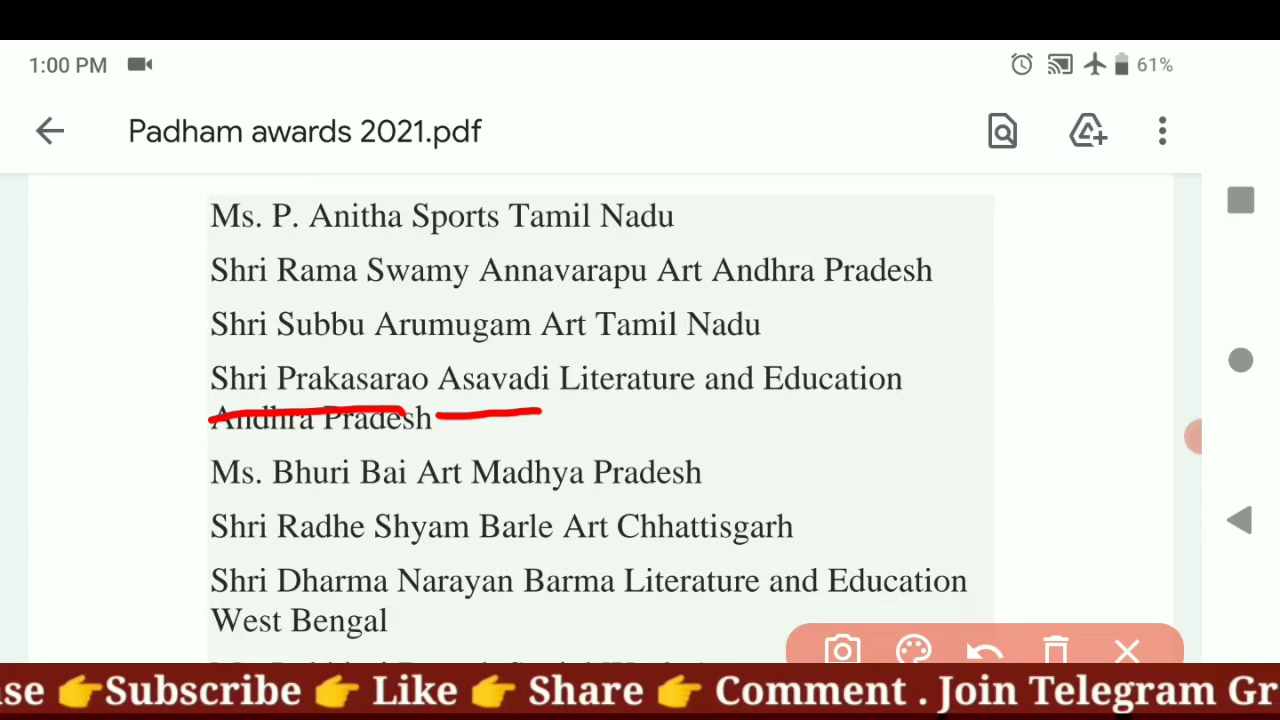 1:00 PM
61%
Padham awards 2021.pdf
Ms. P. Anitha Sports Tamil Nadu
Shri Rama Swamy Annavarapu Art Andhra Pradesh
Shri Subbu Arumugam Art Tamil Nadu
Shri Prakasarao Asavadi Literature and Education
Andhra Pradesh
Ms. Bhuri Bai Art Madhya Pradesh
Shri Radhe Shyam Barle Art Chhattisgarh
Shri Dharma Narayan Barma Literature and Education
West Bengal
se 👉Subscribe 👉 Like 👉 Share 👉 Comment . Join Telegram Gr